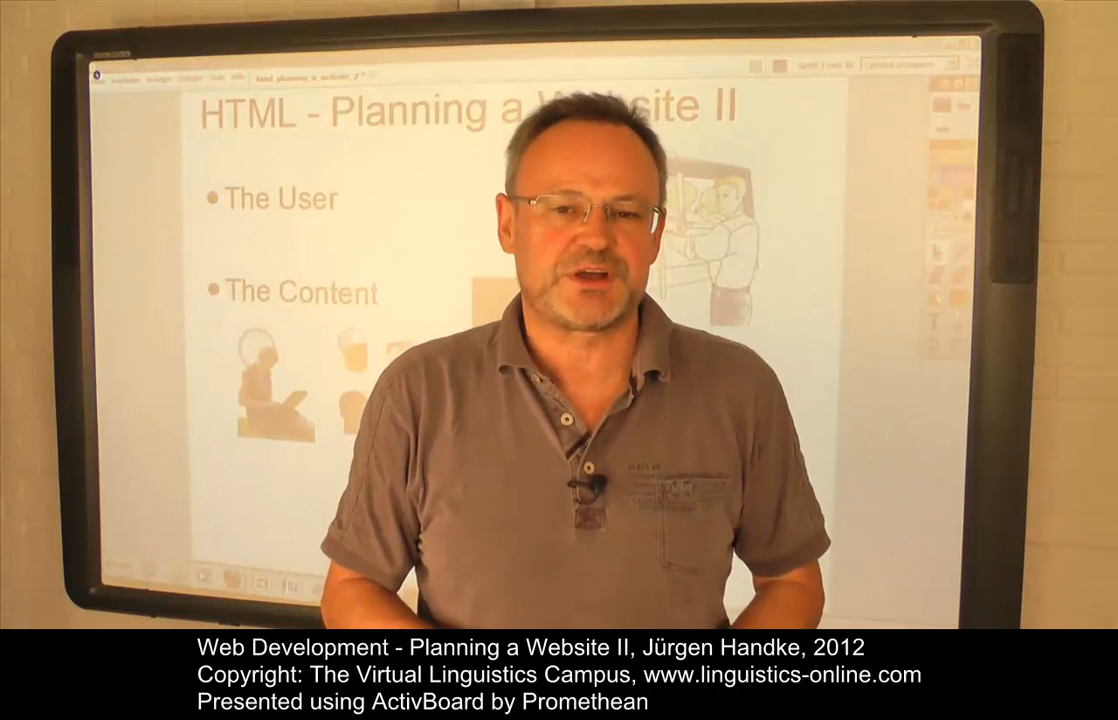 HTML - Planning a Website II
The User
The Content
Web Development - Planning a Website II, Jürgen Handke, 2012
Copyright: The Virtual Linguistics Campus, www.linguistics-online.com
Presented using ActivBoard by Promethean